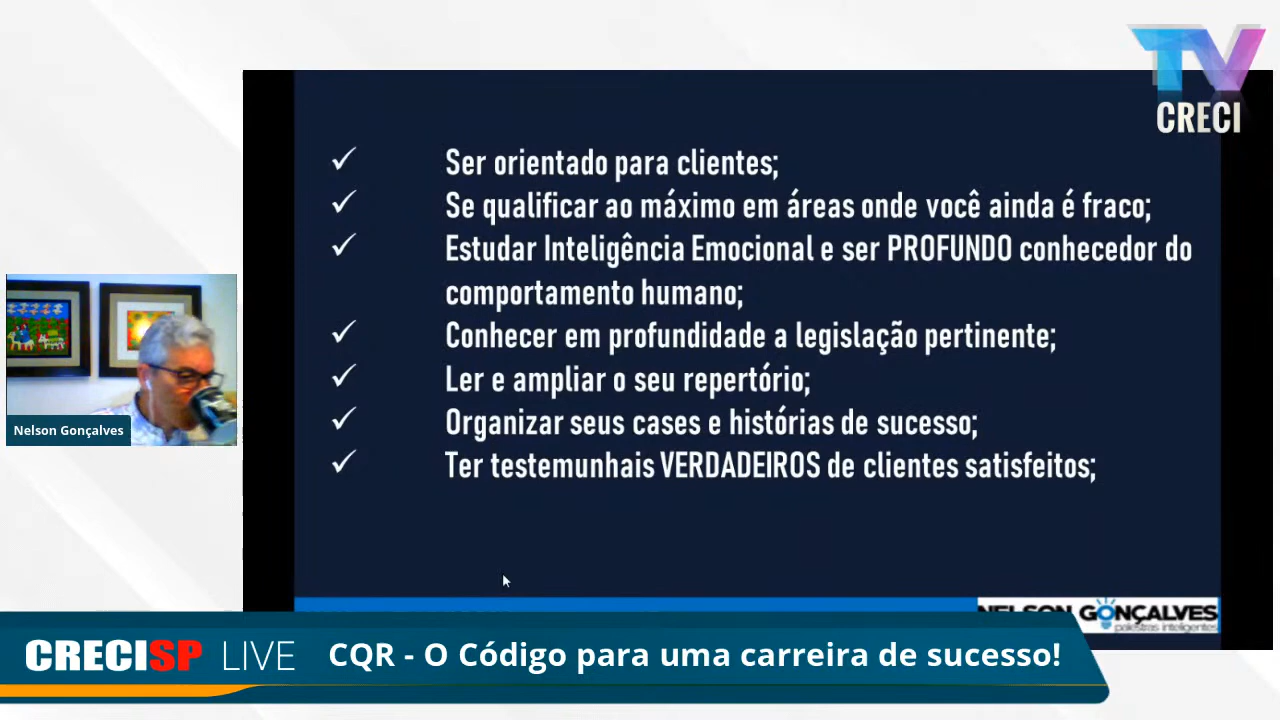 TV
CRECI
Ser orientado para clientes;
Se qualificar ao máximo em áreas onde você ainda é fraco;
Estudar Inteligência Emocional e ser PROFUNDO conhecedor do
comportamento humano;
Conhecer em profundidade a legislação pertinente;
Ler e ampliar o seu repertório;
Organizar seus cases e histórias de sucesso;
Ter testemunhais VERDADEIROS de clientes satisfeitos;
Nelson Gonçalves
NELSON GONÇALVES
palestras inteligentes
CRECISP LIVE
CQR - O Código para uma carreira de sucesso!